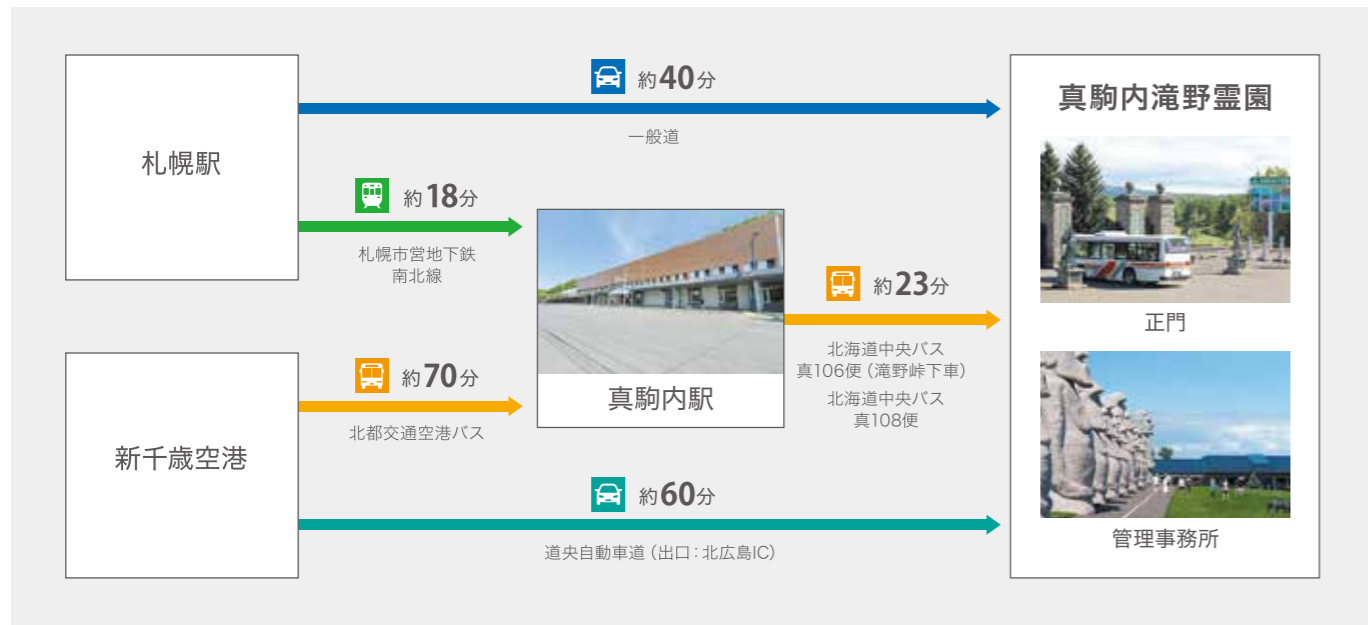 札幌駅
約40分
一般道
約18分
札幌市営地下鉄
南北線
新千歳空港
約70分
北都交通空港バス
真駒内駅
約23分
北海道中央バス
真106便（滝野峠下車）
北海道中央バス
真108便
約60分
道央自動車道（出口：北広島IC）
真駒内滝野霊園
正門
管理事務所